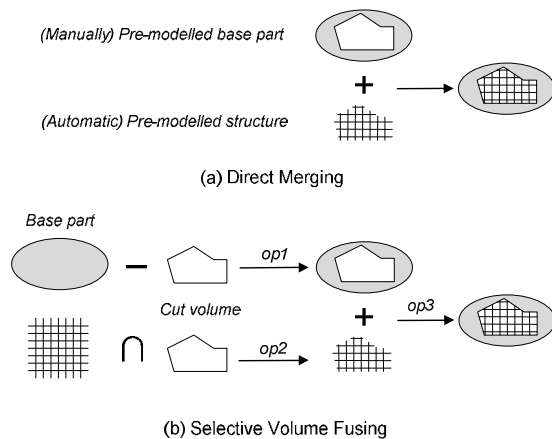 (Manually) Pre-modelled base part
+
(Automatic) Pre-modelled structure
(a) Direct Merging
Base part
− op1
Cut volume
+ op3
∩ op2
(b) Selective Volume Fusing